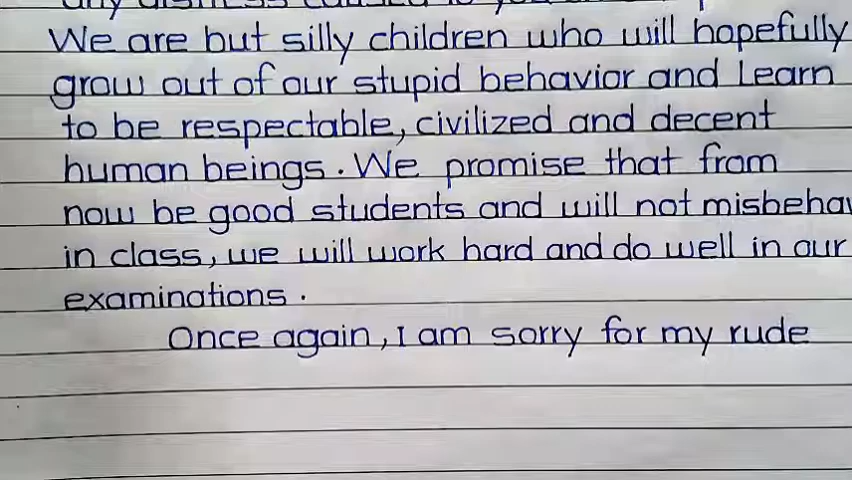 We are but silly children who will hopefully
grow out of our stupid behavior and Learn
to be respectable, civilized and decent
human beings. We promise that from
now be good students and will not misbehav
in class, we will work hard and do well in our
examinations.
Once again, I am sorry for my rude